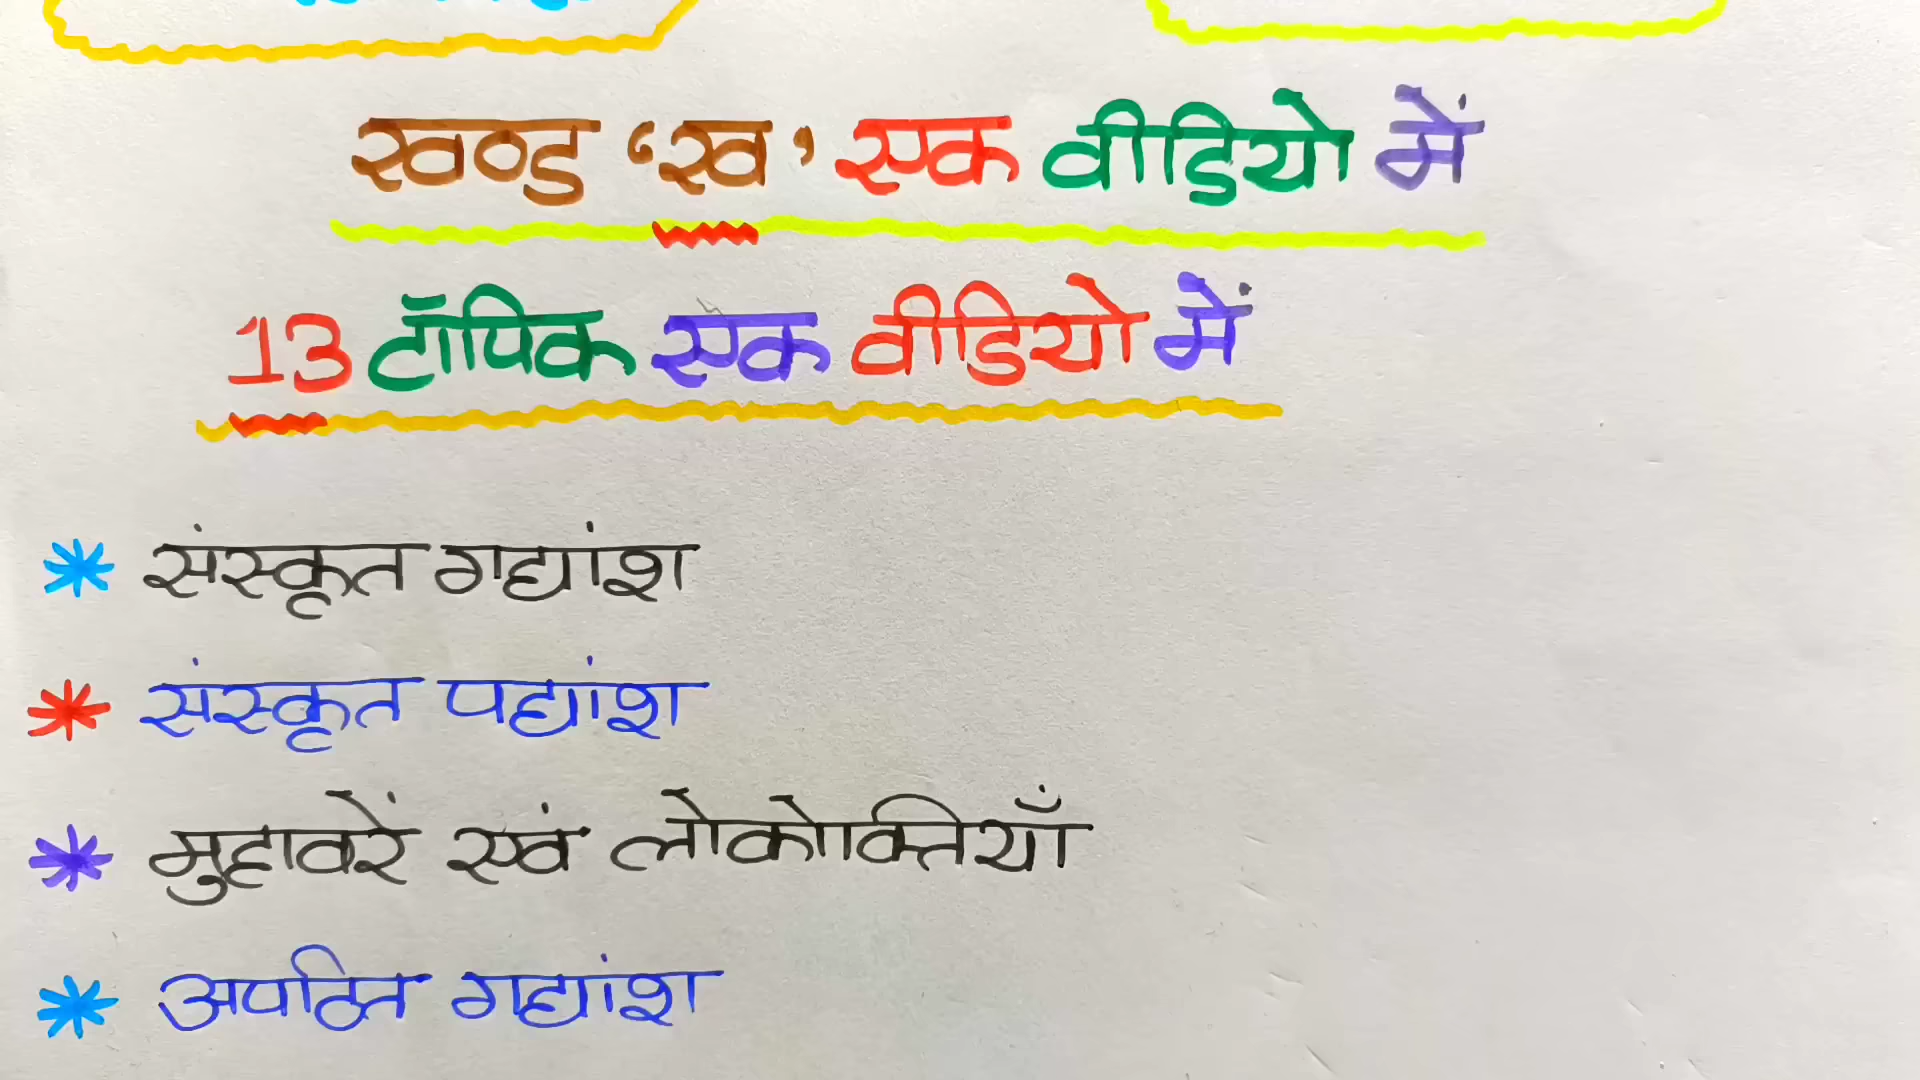 खण्ड ‘ख’ एक वीडियो में
13 टॉपिक एक वीडियो में
संस्कृत गद्यांश
संस्कृत पद्यांश
मुहावरें एवं लोकोक्तियाँ
अपठित गद्यांश